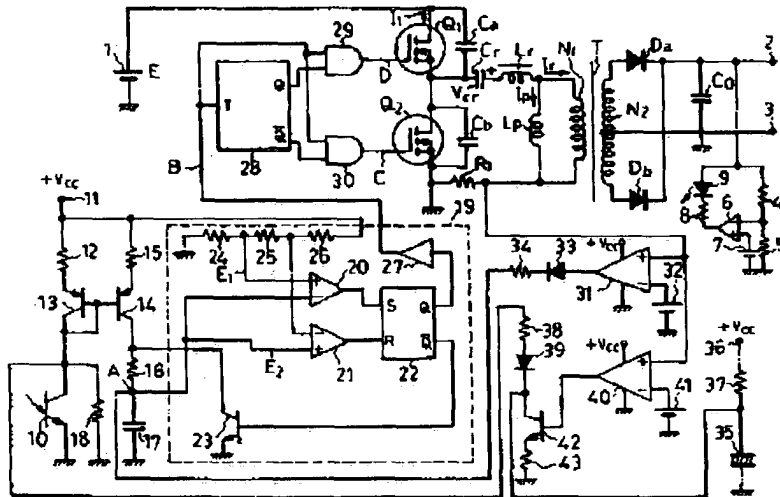 I₁ Q₁ Ca
29
D
Cr
Vcr
Lr
Ir
N₁
T
Da
2
1
E
T
Q
Q̅
28
Q₂
Cb
Lp
N₂
C₀
3
B
30
C
Db
+Vcc
11
19
9
8
6
4
7
5
12
15
24
25
26
27
34
33
+Vcc
E₁
20
S
Q
31
32
13
14
16
A
21
R
Q̅
22
38
39
+Vcc
36
+Vcc
37
E₂
40
41
10
18
17
23
42
43
35